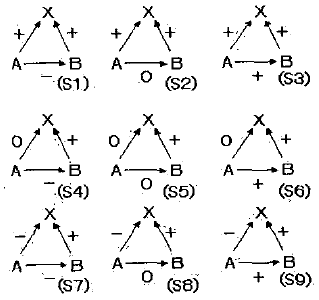 X X X
+ + + + + +
A B A B A B
− (S1) 0 (S2) + (S3)
X X X
0 + 0 + 0 +
A B A B A B
− (S4) 0 (S5) + (S6)
X X X
− + − + − +
A B A B A B
− (S7) 0 (S8) + (S9)